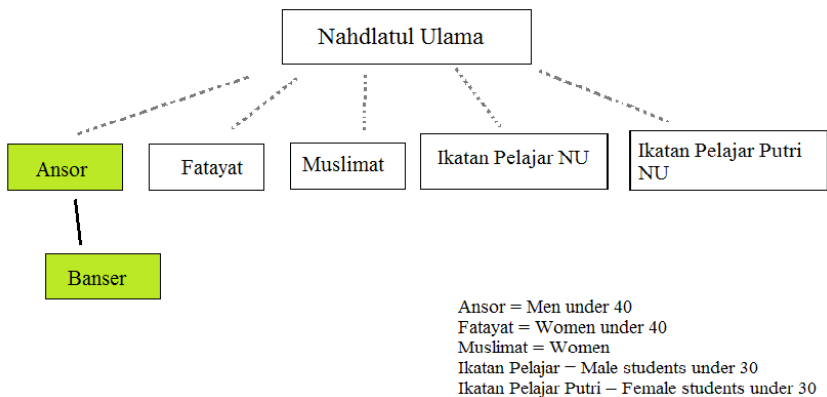 Nahdlatul Ulama
Ansor
Fatayat
Muslimat
Ikatan Pelajar NU
Ikatan Pelajar Putri
NU
Banser
Ansor = Men under 40
Fatayat = Women under 40
Muslimat = Women
Ikatan Pelajar – Male students under 30
Ikatan Pelajar Putri – Female students under 30